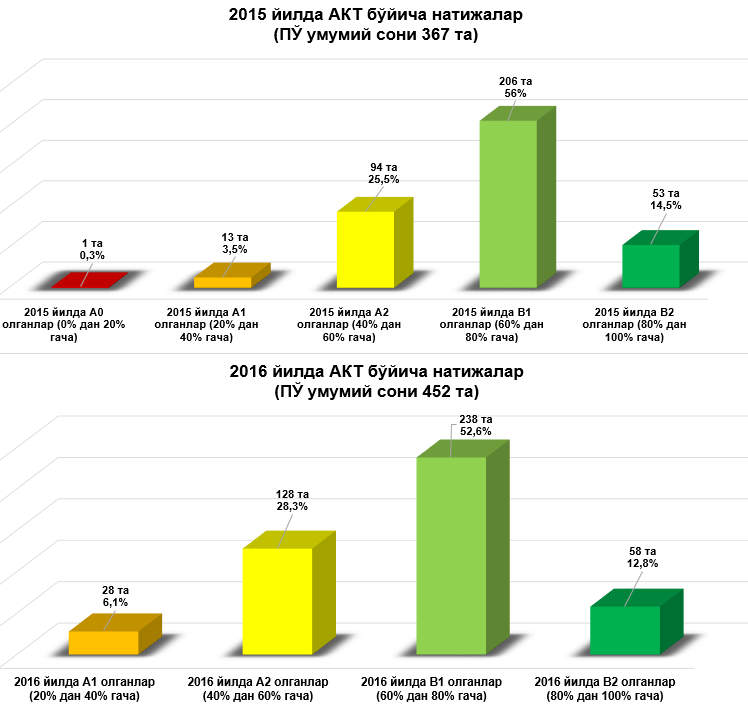 2015 йилда АКТ бўйича натижалар
(ПЎ умумий сони 367 та)
206 та
56%
94 та
25,5%
53 та
14,5%
13 та
3,5%
1 та
0,3%
2015 йилда А0
олганлар (0% дан 20%
гача)
2015 йилда А1
олганлар (20% дан
40% гача)
2015 йилда А2
олганлар (40% дан
60% гача)
2015 йилда В1
олганлар (60% дан
80% гача)
2015 йилда В2
олганлар (80% дан
100% гача)
2016 йилда АКТ бўйича натижалар
(ПЎ умумий сони 452 та)
238 та
52,6%
128 та
28,3%
58 та
12,8%
28 та
6,1%
2016 йилда А1 олганлар
(20% дан 40% гача)
2016 йилда А2 олганлар
(40% дан 60% гача)
2016 йилда В1 олганлар
(60% дан 80% гача)
2016 йилда В2 олганлар
(80% дан 100% гача)